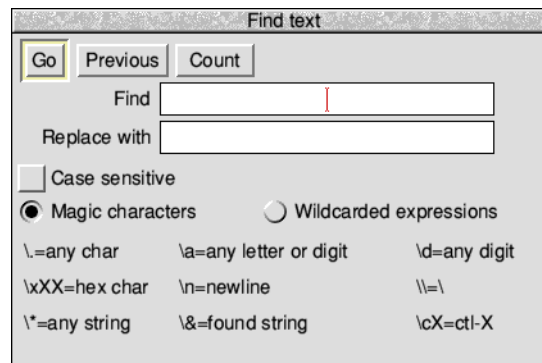 Find text
Go Previous Count
Find
Replace with
Case sensitive
Magic characters Wildcarded expressions
\.=any char \a=any letter or digit \d=any digit
\xXX=hex char \n=newline \\=\
\*=any string \&=found string \cX=ctl-X